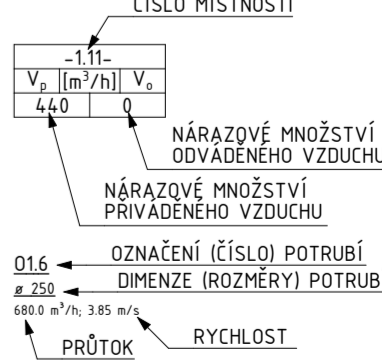 ČÍSLO MÍSTNOSTI
-1.11-
Vp [m³/h] Vo
440 0
NÁRAZOVÉ MNOŽSTVÍ
ODVÁDĚNÉHO VZDUCHU
NÁRAZOVÉ MNOŽSTVÍ
PŘIVÁDĚNÉHO VZDUCHU
01.6 OZNAČENÍ (ČÍSLO) POTRUBÍ
ø 250 DIMENZE (ROZMĚRY) POTRUB
680.0 m³/h; 3.85 m/s
PRŮTOK RYCHLOST